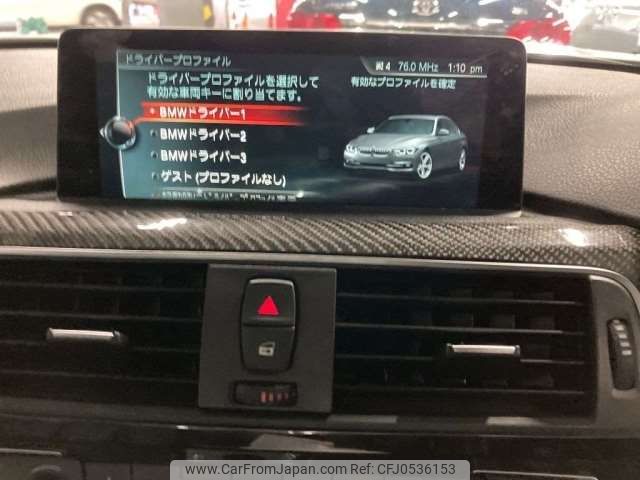 ドライバープロファイル
4 76.0 MHz 1:10 pm
ドライバープロファイルを選択して
有効な車両キーに割り当てます。
有効なプロファイルを確定
BMWドライバー1
BMWドライバー2
BMWドライバー3
ゲスト (プロファイルなし)
www.CarFromJapan.com | No.CFJ0536153